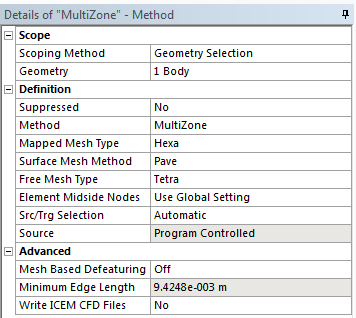 Details of "MultiZone" - Method
Scope
Scoping Method Geometry Selection
Geometry 1 Body
Definition
Suppressed No
Method MultiZone
Mapped Mesh Type Hexa
Surface Mesh Method Pave
Free Mesh Type Tetra
Element Midside Nodes Use Global Setting
Src/Trg Selection Automatic
Source Program Controlled
Advanced
Mesh Based Defeaturing Off
Minimum Edge Length 9.4248e-003 m
Write ICEM CFD Files No